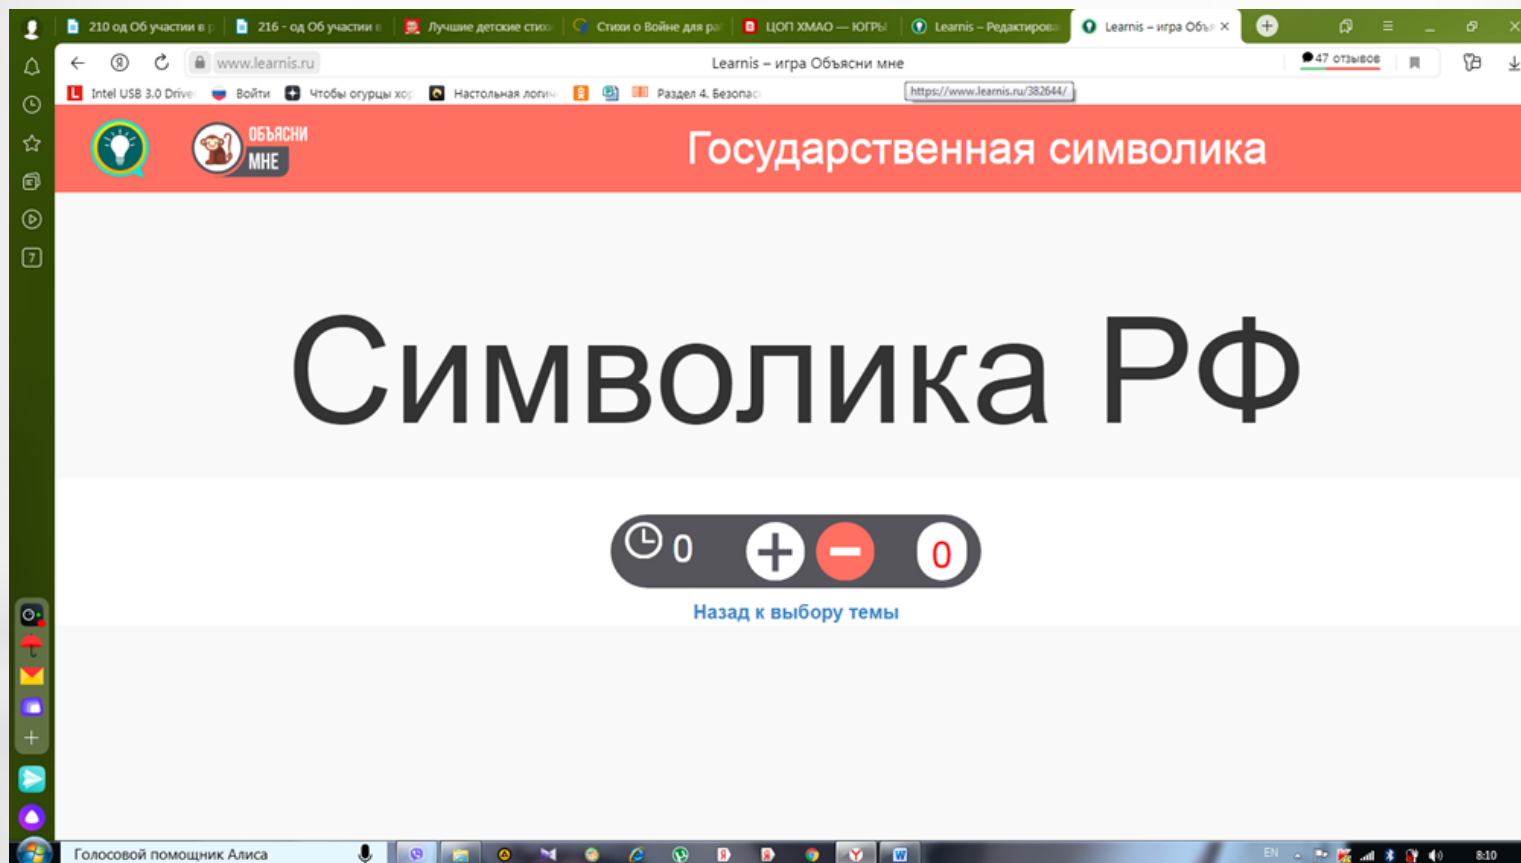 210 од Об участии в р
216 - од Об участии в
Лучшие детские стихи
Стихи о Войне для ра
ЦОП ХМАО — ЮГРЫ
Learnis – Редактирова
Learnis – игра Объя
www.learnis.ru
Learnis – игра Объясни мне
47 отзывов
Intel USB 3.0 Drive
Войти
Чтобы огурцы хор
Настольная логич
Раздел 4. Безопас
https://www.learnis.ru/382644/
ОБЪЯСНИ
МНЕ
Государственная символика
7
Символика РФ
0
0
Назад к выбору темы
Голосовой помощник Алиса
EN
8:10